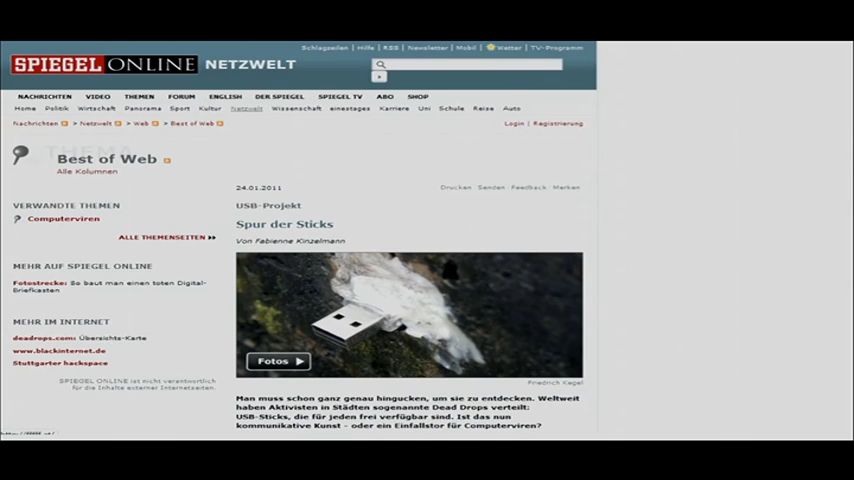 Schlagzeilen | Hilfe | RSS | Newsletter | Mobil | Wetter | TV-Programm
SPIEGEL ONLINE NETZWELT
NACHRICHTEN VIDEO THEMEN FORUM ENGLISH DER SPIEGEL SPIEGEL TV ABO SHOP
Home Politik Wirtschaft Panorama Sport Kultur Netzwelt Wissenschaft einestages Karriere Uni Schule Reise Auto
Nachrichten > Netzwelt > Web > Best of Web
Login | Registrierung
THEMA
Best of Web
Alle Kolumnen
24.01.2011
Drucken Senden Feedback Merken
VERWANDTE THEMEN
Computerviren
ALLE THEMENSEITEN
MEHR AUF SPIEGEL ONLINE
Fotostrecke: So baut man einen toten Digital-
Briefkasten
MEHR IM INTERNET
deadrops.com: Übersichts-Karte
www.blackinternet.de
Stuttgarter hackspace
SPIEGEL ONLINE ist nicht verantwortlich
für die Inhalte externer Internetseiten.
USB-Projekt
Spur der Sticks
Von Fabienne Kinzelmann
Fotos
Friedrich Kegel
Man muss schon ganz genau hingucken, um sie zu entdecken. Weltweit
haben Aktivisten in Städten sogenannte Dead Drops verteilt:
USB-Sticks, die für jeden frei verfügbar sind. Ist das nun
kommunikative Kunst - oder ein Einfallstor für Computerviren?